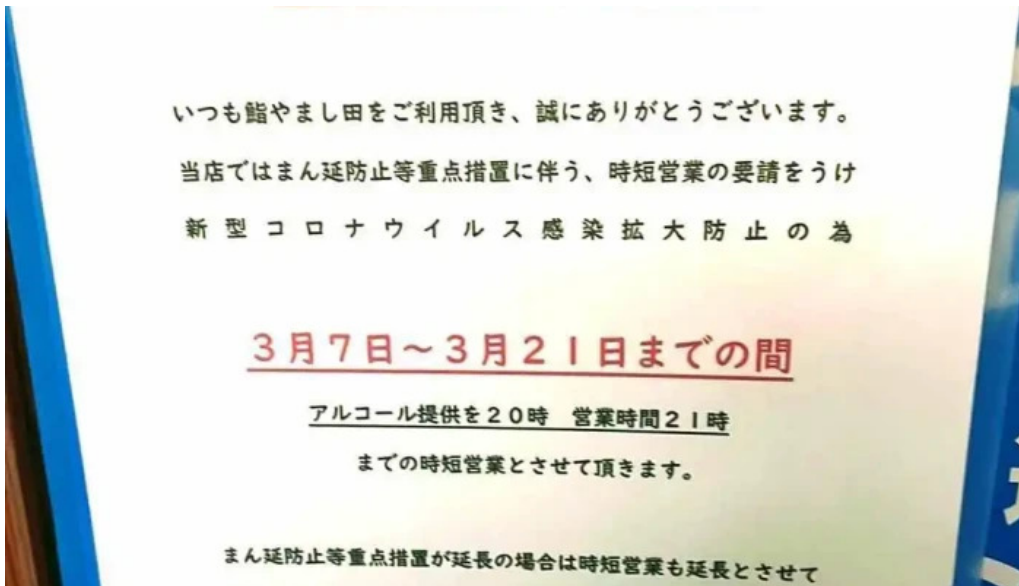 いつも鮨やまし田をご利用頂き、誠にありがとうございます。
当店ではまん延防止等重点措置に伴う、時短営業の要請をうけ
新型コロナウイルス感染拡大防止の為
３月７日～３月２１日までの間
アルコール提供を２０時　営業時間２１時
までの時短営業とさせて頂きます。
まん延防止等重点措置が延長の場合は時短営業も延長とさせて